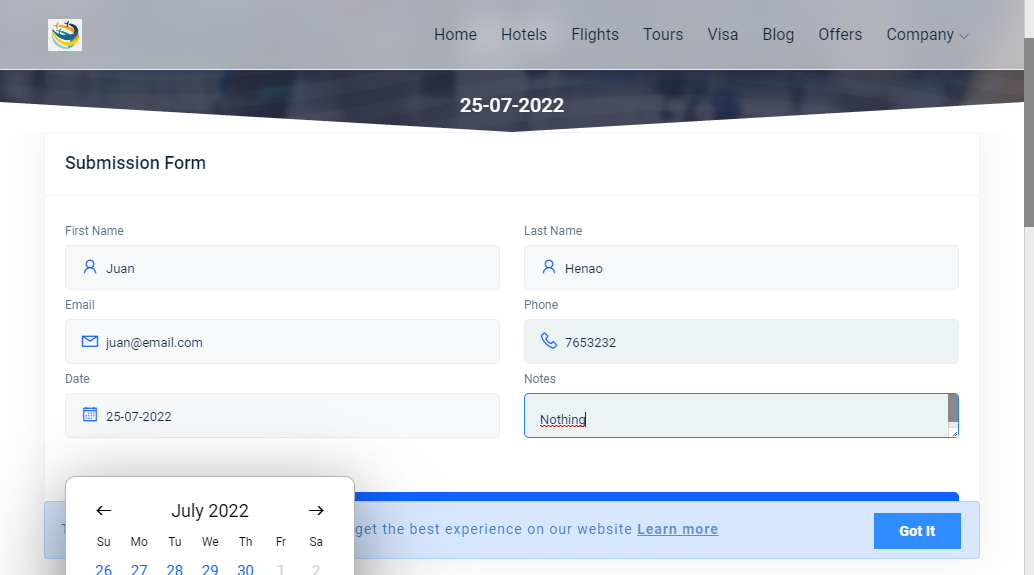 Home Hotels Flights Tours Visa Blog Offers Company
25-07-2022
Submission Form
First Name
Last Name
Juan
Henao
Email
Phone
juan@email.com
7653232
Date
Notes
25-07-2022
Nothing
July 2022
get the best experience on our website Learn more
Got It
Su Mo Tu We Th Fr Sa
26 27 28 29 30 1 2